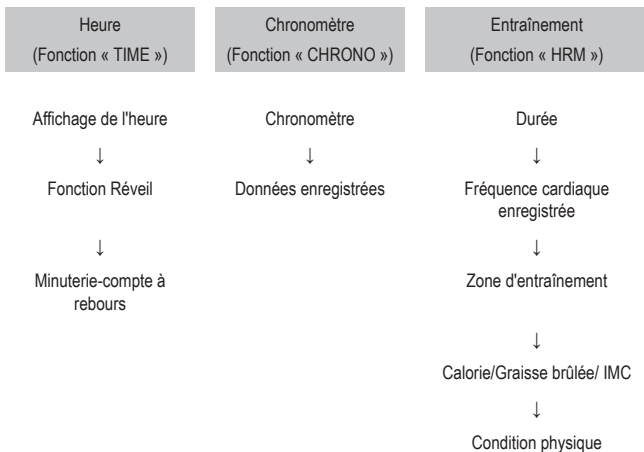 Heure
(Fonction « TIME »)
Affichage de l'heure
↓
Fonction Réveil
↓
Minuterie-compte à
rebours
Chronomètre
(Fonction « CHRONO »)
Chronomètre
↓
Données enregistrées
Entraînement
(Fonction « HRM »)
Durée
↓
Fréquence cardiaque
enregistrée
↓
Zone d'entraînement
↓
Calorie/Graisse brûlée/ IMC
↓
Condition physique